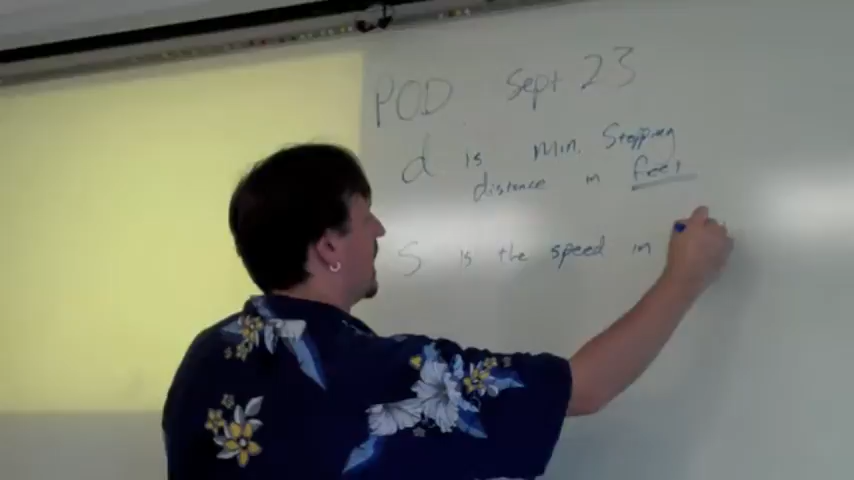 POD Sept 23
d is min. Stopping
distance in feet
S is the speed in